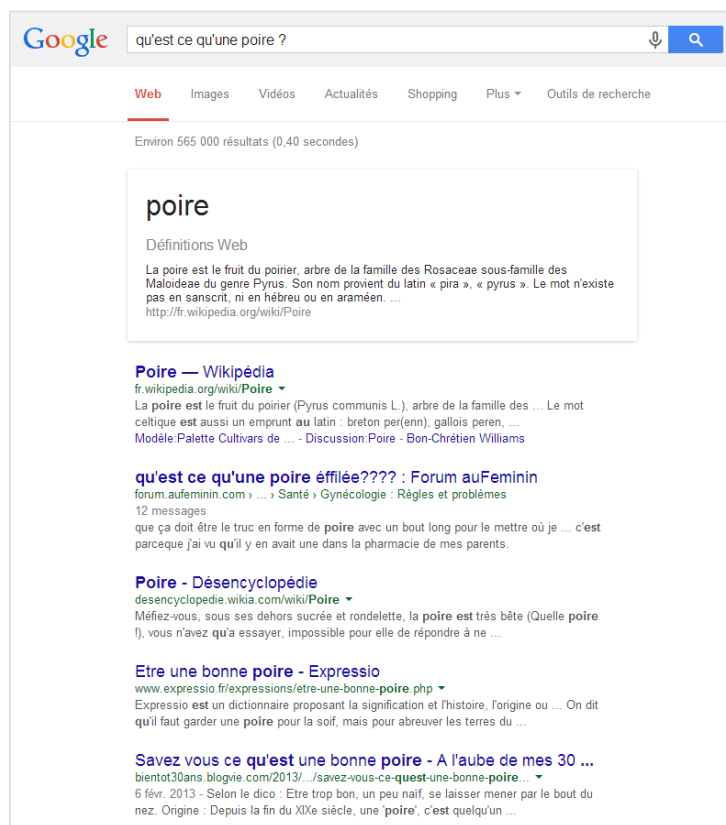 Google
qu'est ce qu'une poire ?
Web Images Vidéos Actualités Shopping Plus Outils de recherche
Environ 565 000 résultats (0,40 secondes)
poire
Définitions Web
La poire est le fruit du poirier, arbre de la famille des Rosaceae sous-famille des
Maloideae du genre Pyrus. Son nom provient du latin « pira », « pyrus ». Le mot n'existe
pas en sanscrit, ni en hébreu ou en araméen. ...
http://fr.wikipedia.org/wiki/Poire
Poire — Wikipédia
fr.wikipedia.org/wiki/Poire
La poire est le fruit du poirier (Pyrus communis L.), arbre de la famille des ... Le mot
celtique est aussi un emprunt au latin : breton per(enn), gallois peren, ...
Modèle:Palette Cultivars de ... - Discussion:Poire - Bon-Chrétien Williams
qu'est ce qu'une poire éffilée???? : Forum auFeminin
forum.aufeminin.com › ... › Santé › Gynécologie : Règles et problèmes
12 messages
que ça doit être le truc en forme de poire avec un bout long pour le mettre où je ... c'est
parceque j'ai vu qu'il y en avait une dans la pharmacie de mes parents.
Poire - Désencyclopédie
desencyclopedie.wikia.com/wiki/Poire
Méfiez-vous, sous ses dehors sucrée et rondelette, la poire est très bête (Quelle poire
!), vous n'avez qu'a essayer, impossible pour elle de répondre à ne ...
Etre une bonne poire - Expressio
www.expressio.fr/expressions/etre-une-bonne-poire.php
Expressio est un dictionnaire proposant la signification et l'histoire, l'origine ou ... On dit
qu'il faut garder une poire pour la soif, mais pour abreuver les terres du ...
Savez vous ce qu'est une bonne poire - A l'aube de mes 30 ...
bientot30ans.blogvie.com/2013/.../savez-vous-ce-quest-une-bonne-poire...
6 févr. 2013 - Selon le dico : Etre trop bon, un peu naïf, se laisser mener par le bout du
nez. Origine : Depuis la fin du XIXe siècle, une 'poire', c'est quelqu'un ...